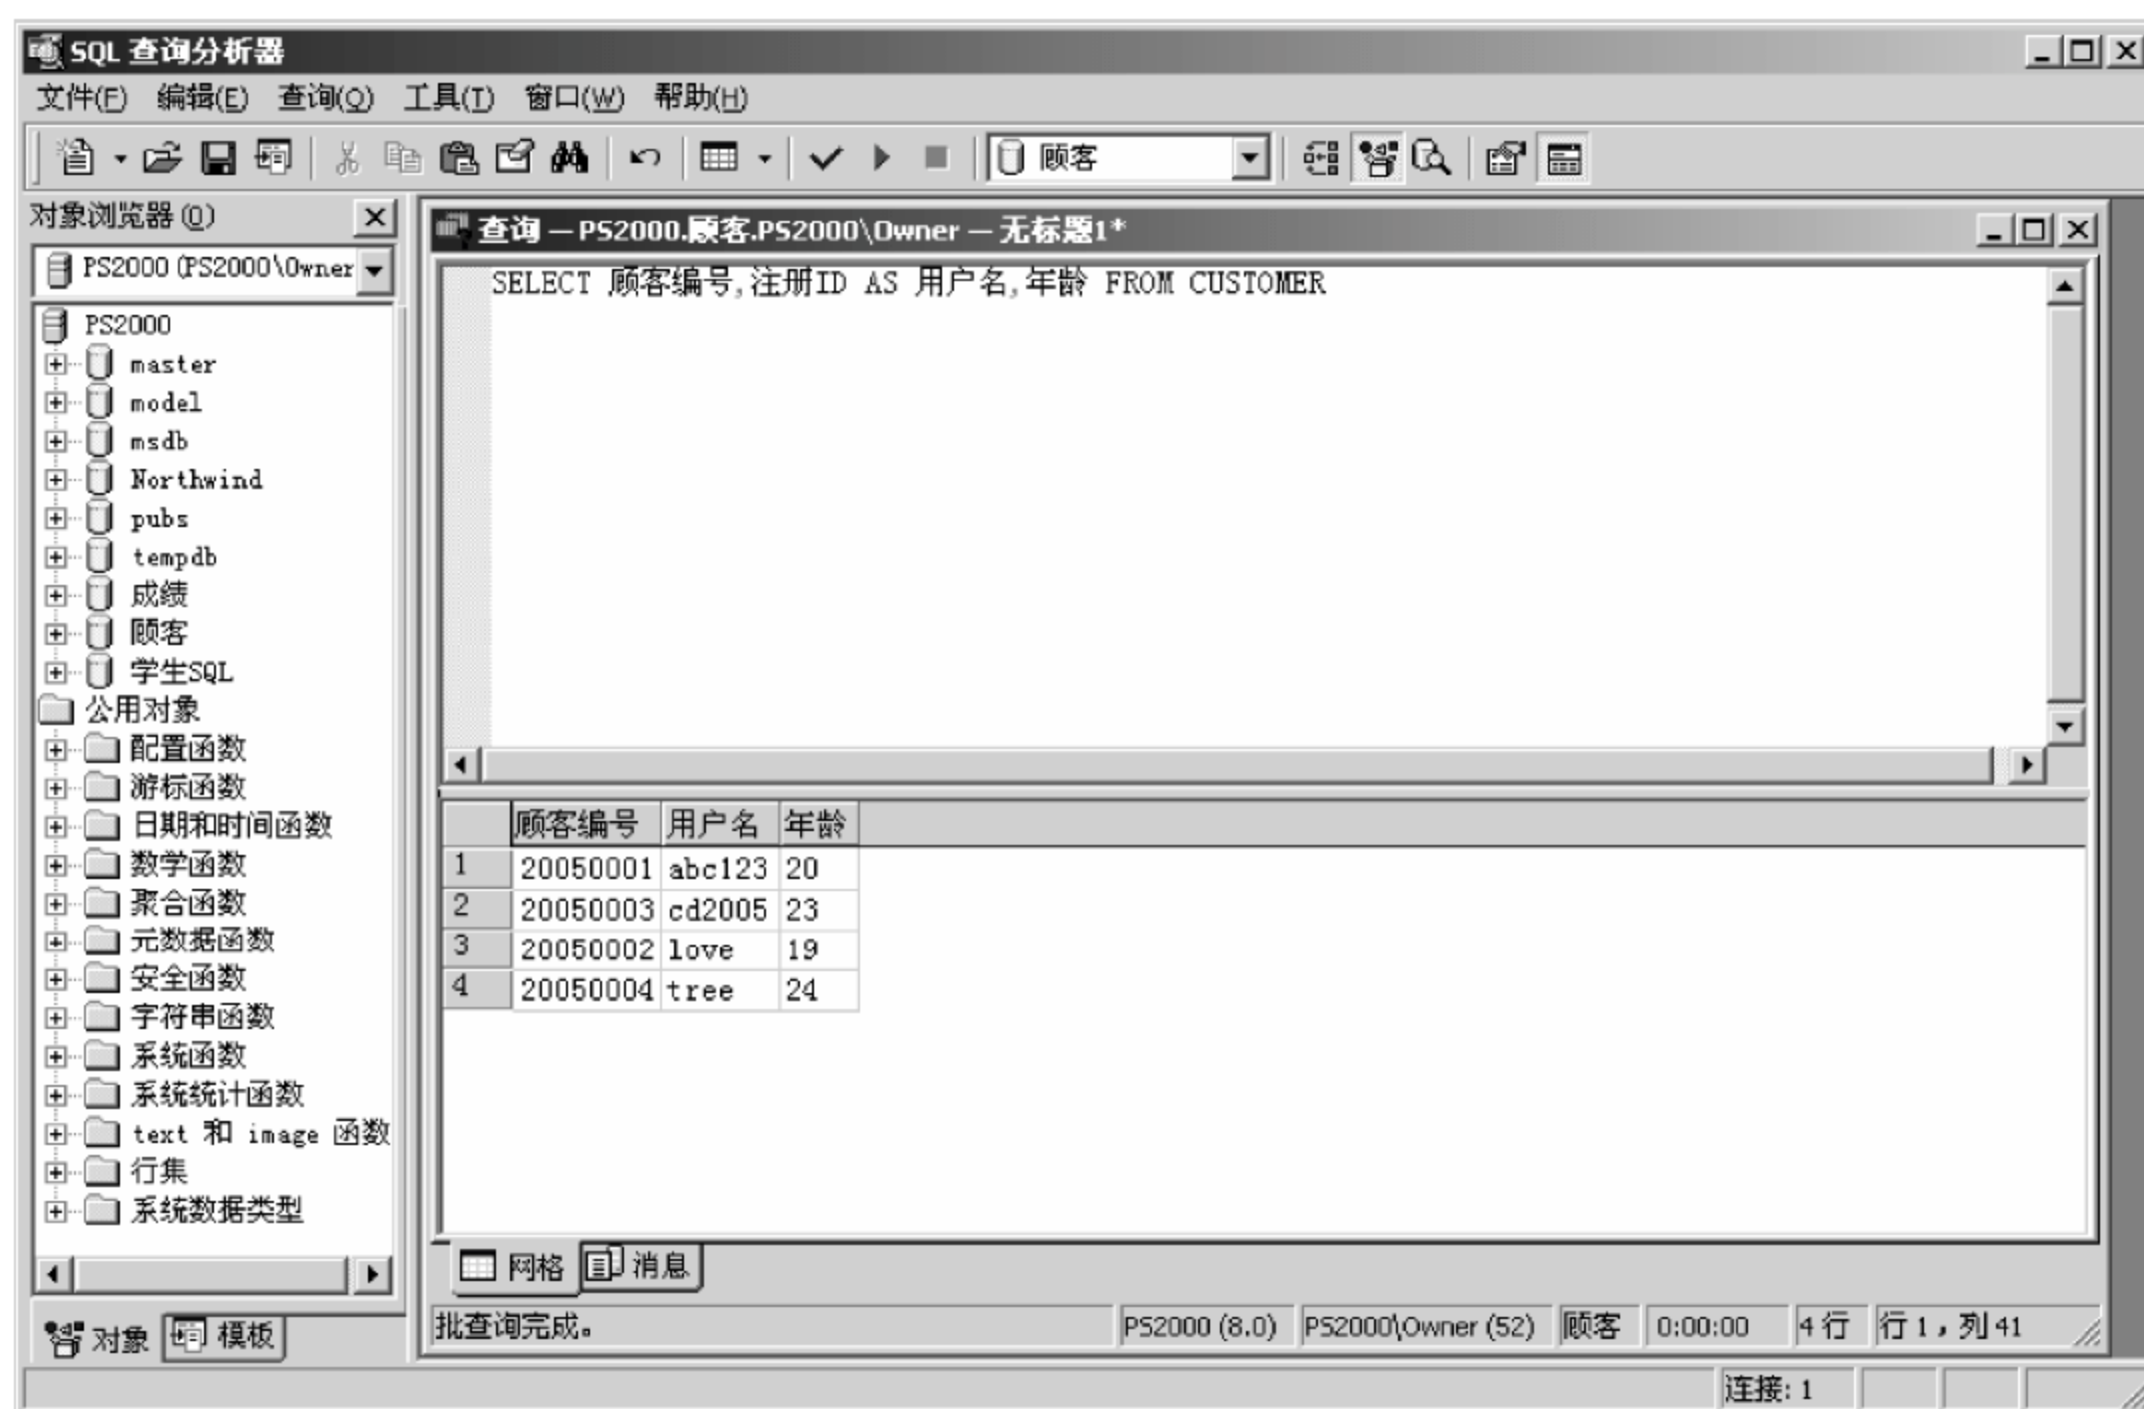 SQL 查询分析器
文件(F) 编辑(E) 查询(Q) 工具(T) 窗口(W) 帮助(H)
顾客
对象浏览器(O)
PS2000 (PS2000\Owner
PS2000
master
model
msdb
Northwind
pubs
tempdb
成绩
顾客
学生SQL
公用对象
配置函数
游标函数
日期和时间函数
数学函数
聚合函数
元数据函数
安全函数
字符串函数
系统函数
系统统计函数
text 和 image 函数
行集
系统数据类型
对象 模板
查询 — PS2000.顾客.PS2000\Owner — 无标题1*
SELECT 顾客编号,注册ID AS 用户名,年龄 FROM CUSTOMER
顾客编号 用户名 年龄
1 20050001 abc123 20
2 20050003 cd2005 23
3 20050002 love 19
4 20050004 tree 24
网格 消息
批查询完成。 PS2000 (8.0) PS2000\Owner (52) 顾客 0:00:00 4 行 行 1，列 41
连接: 1